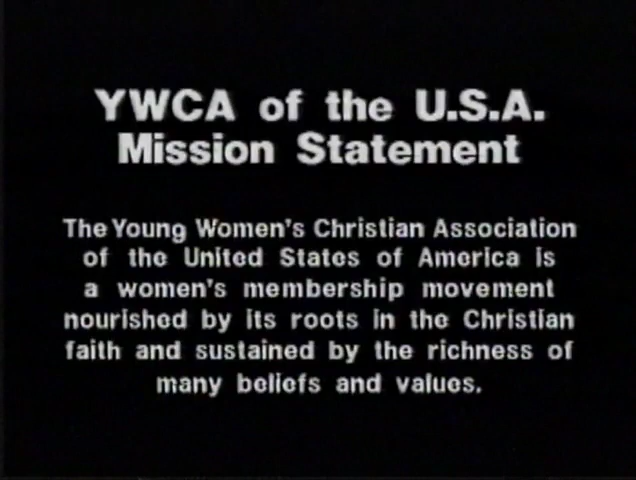 YWCA of the U.S.A.
Mission Statement
The Young Women's Christian Association
of the United States of America is
a women's membership movement
nourished by its roots in the Christian
faith and sustained by the richness of
many beliefs and values.